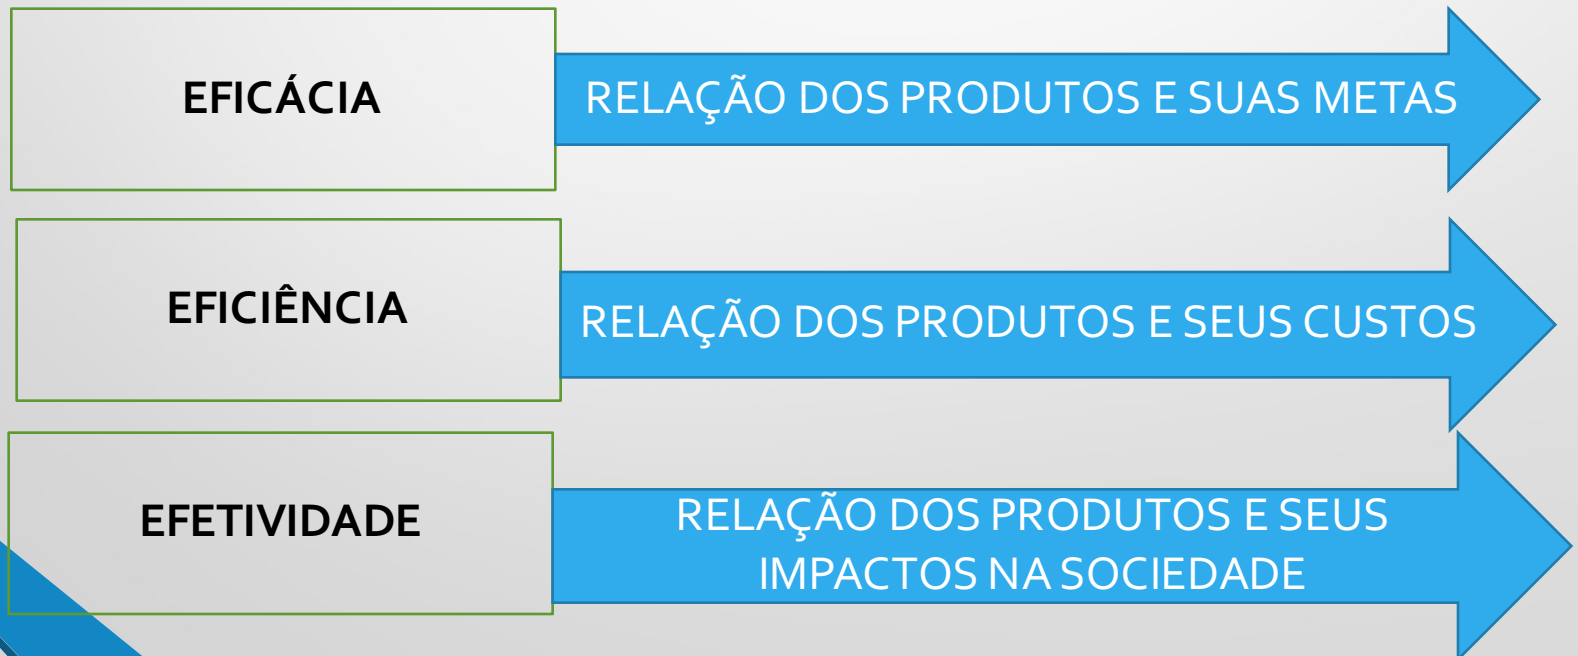 EFICÁCIA
RELAÇÃO DOS PRODUTOS E SUAS METAS
EFICIÊNCIA
RELAÇÃO DOS PRODUTOS E SEUS CUSTOS
EFETIVIDADE
RELAÇÃO DOS PRODUTOS E SEUS
IMPACTOS NA SOCIEDADE